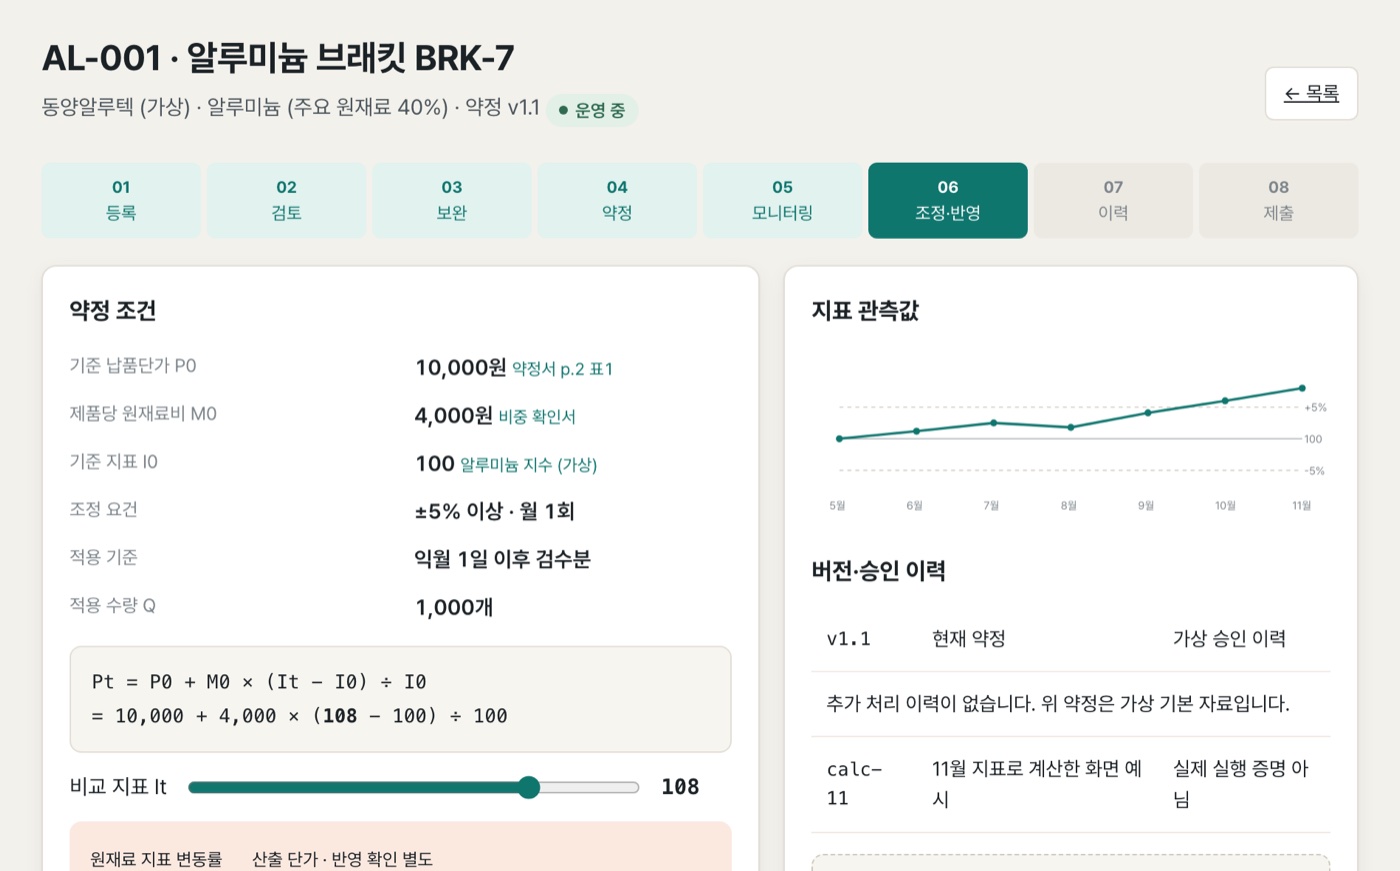 AL-001 · 알루미늄 브래킷 BRK-7
동양알루텍 (가상) · 알루미늄 (주요 원재료 40%) · 약정 v1.1 ● 운영 중
← 목록
01
등록
02
검토
03
보완
04
약정
05
모니터링
06
조정·반영
07
이력
08
제출
약정 조건
기준 납품단가 P0 10,000원 약정서 p.2 표1
제품당 원재료비 M0 4,000원 비중 확인서
기준 지표 I0 100 알루미늄 지수 (가상)
조정 요건 ±5% 이상 · 월 1회
적용 기준 익월 1일 이후 검수분
적용 수량 Q 1,000개
Pt = P0 + M0 × (It − I0) ÷ I0
= 10,000 + 4,000 × (108 − 100) ÷ 100
비교 지표 It 108
원재료 지표 변동률 산출 단가 · 반영 확인 별도
지표 관측값
+5%
100
-5%
5월 6월 7월 8월 9월 10월 11월
버전·승인 이력
v1.1 현재 약정 가상 승인 이력
추가 처리 이력이 없습니다. 위 약정은 가상 기본 자료입니다.
calc− 11월 지표로 계산한 화면 예 실제 실행 증명 아
11 시 님